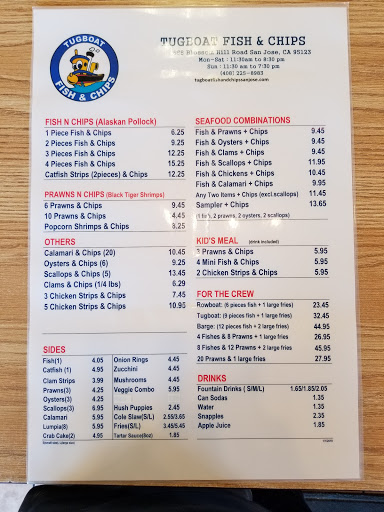 TUGBOAT
FISH & CHIPS
TUGBOAT FISH & CHIPS
Hill Road San Jose, CA 95123
Mon-Sat : 11:30am to 8:30 pm
Sun : 11:30 am to 7:30 pm
(408) 225-8983
tugboatfishandchipssanjose.com
FISH N CHIPS (Alaskan Pollock)
1 Piece Fish & Chips 6.25
2 Pieces Fish & Chips 9.25
3 Pieces Fish & Chips 12.25
4 Pieces Fish & Chips 15.25
Catfish Strips (2pieces) & Chips 12.25
PRAWNS N CHIPS (Black Tiger Shrimps)
6 Prawns & Chips 9.45
10 Prawns & Chips 4.45
Popcorn Shrimps & Chips 8.25
OTHERS
Calamari & Chips (20) 10.45
Oysters & Chips (6) 9.25
Scallops & Chips (5) 13.45
Clams & Chips (1/4 lbs) 6.29
3 Chicken Strips & Chips 7.45
5 Chicken Strips & Chips 10.95
SIDES
Fish(1) 4.05
Catfish (1) 4.95
Clam Strips 3.99
Prawns(3) 4.25
Oysters(3) 4.25
Scallops(3) 6.95
Calamari 5.95
Lumpia(8) 5.95
Crab Cake(2) 4.95
Onion Rings 4.45
Zucchini 4.45
Mushrooms 4.45
Veggie Combo 5.95
Hush Puppies 2.45
Cole Slaw(S/L) 2.55/3.65
Fries(S/L) 3.45/5.45
Tartar Sauce(8oz) 1.85
SEAFOOD COMBINATIONS
Fish & Prawns + Chips 9.45
Fish & Oysters + Chips 9.45
Fish & Clams + Chips 9.45
Fish & Scallops + Chips 11.95
Fish & Chickens + Chips 10.45
Fish & Calamari + Chips 9.95
Any Two Items + Chips (excl.scallops) 11.45
Sampler + Chips 13.65
(1 fish, 2 prawns, 2 oysters, 2 scallops)
KID'S MEAL (drink included)
3 Prawns & Chips 5.95
4 Mini Fish & Chips 5.95
2 Chicken Strips & Chips 5.95
FOR THE CREW
Rowboat: (6 pieces fish + 1 large fries) 23.45
Tugboat: (9 pieces fish + 1 large fries) 32.45
Barge: (12 pieces fish + 2 large fries) 44.95
4 Fishes & 8 Prawns + 1 large fries 26.95
8 Fishes & 12 Prawns + 2 large fries 45.95
20 Prawns & 1 large fries 27.95
DRINKS
Fountain Drinks ( S/M/L) 1.65/1.85/2.05
Can Sodas 1.35
Water 1.35
Snapples 2.35
Apple Juice 1.85